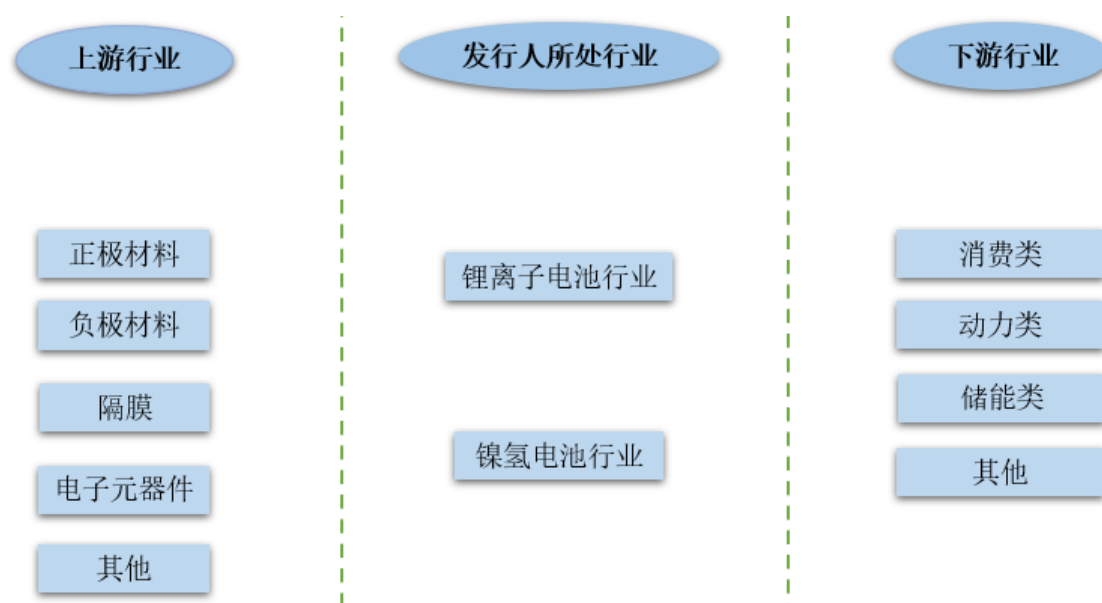 上游行业
发行人所处行业
下游行业
正极材料
负极材料
隔膜
电子元器件
其他
锂离子电池行业
镍氢电池行业
消费类
动力类
储能类
其他